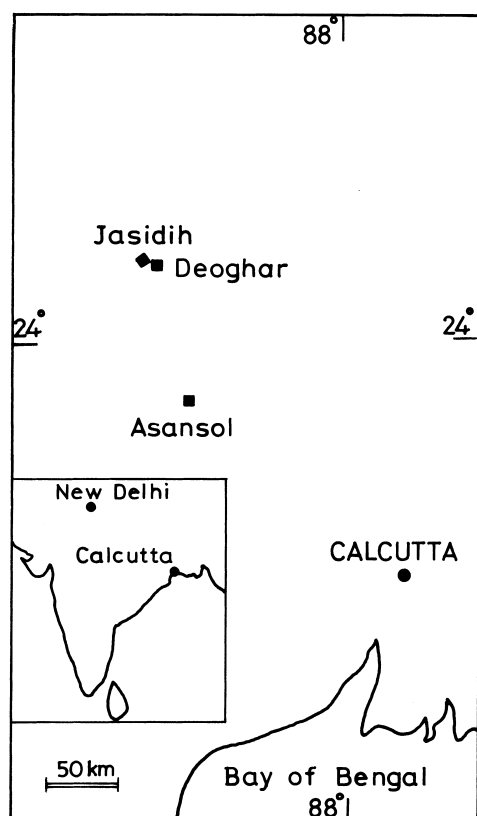 88°
Jasidih
Deoghar
24°
24°
Asansol
New Delhi
Calcutta
CALCUTTA
50 km
Bay of Bengal
88°